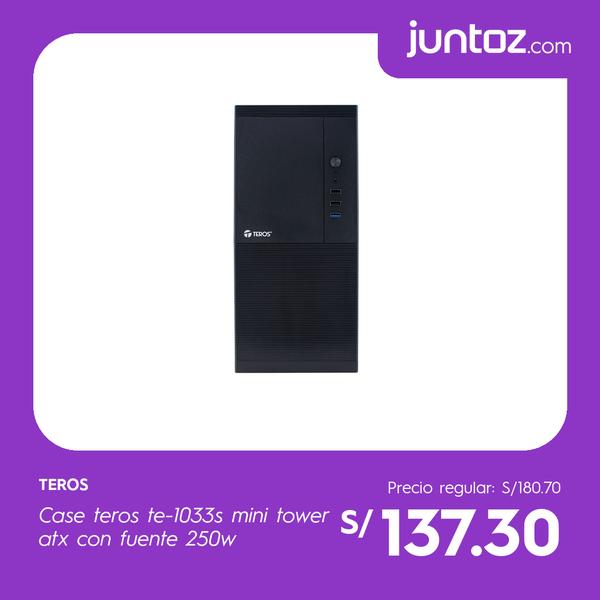 juntoz.com
TEROS
TEROS
Precio regular: S/180.70
Case teros te-1033s mini tower
atx con fuente 250w
S/137.30